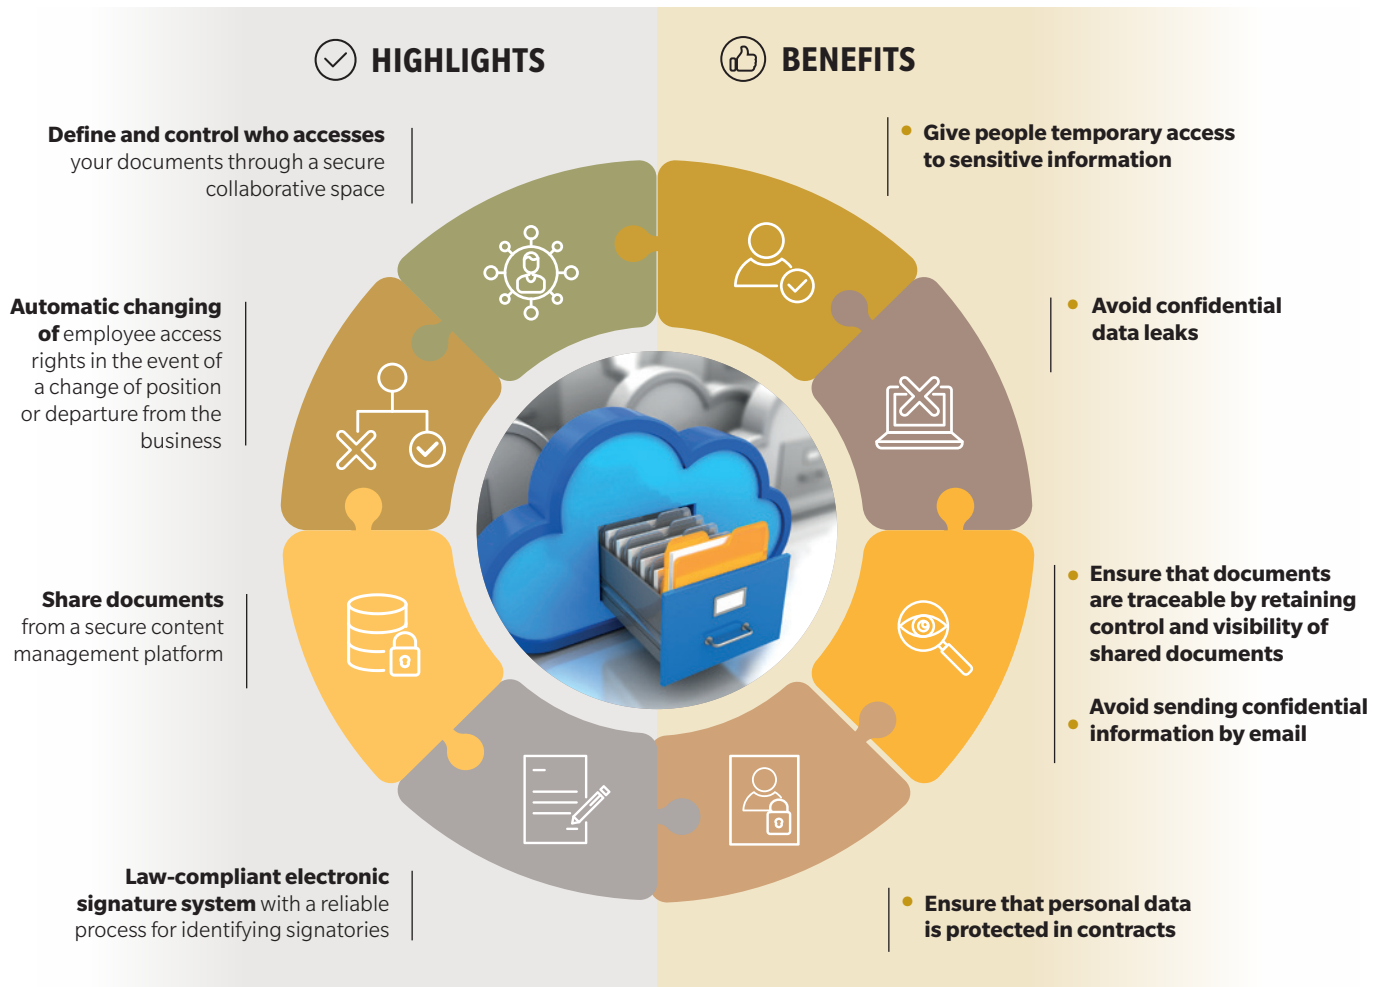 HIGHLIGHTS
Define and control who accesses
your documents through a secure
collaborative space
Automatic changing
of employee access
rights in the event of
a change of position
or departure from the
business
Share documents
from a secure content
management platform
Law-compliant electronic
signature system with a reliable
process for identifying signatories
BENEFITS
• Give people temporary access
to sensitive information
• Avoid confidential
data leaks
• Ensure that documents
are traceable by retaining
control and visibility of
shared documents
• Avoid sending confidential
information by email
• Ensure that personal data
is protected in contracts